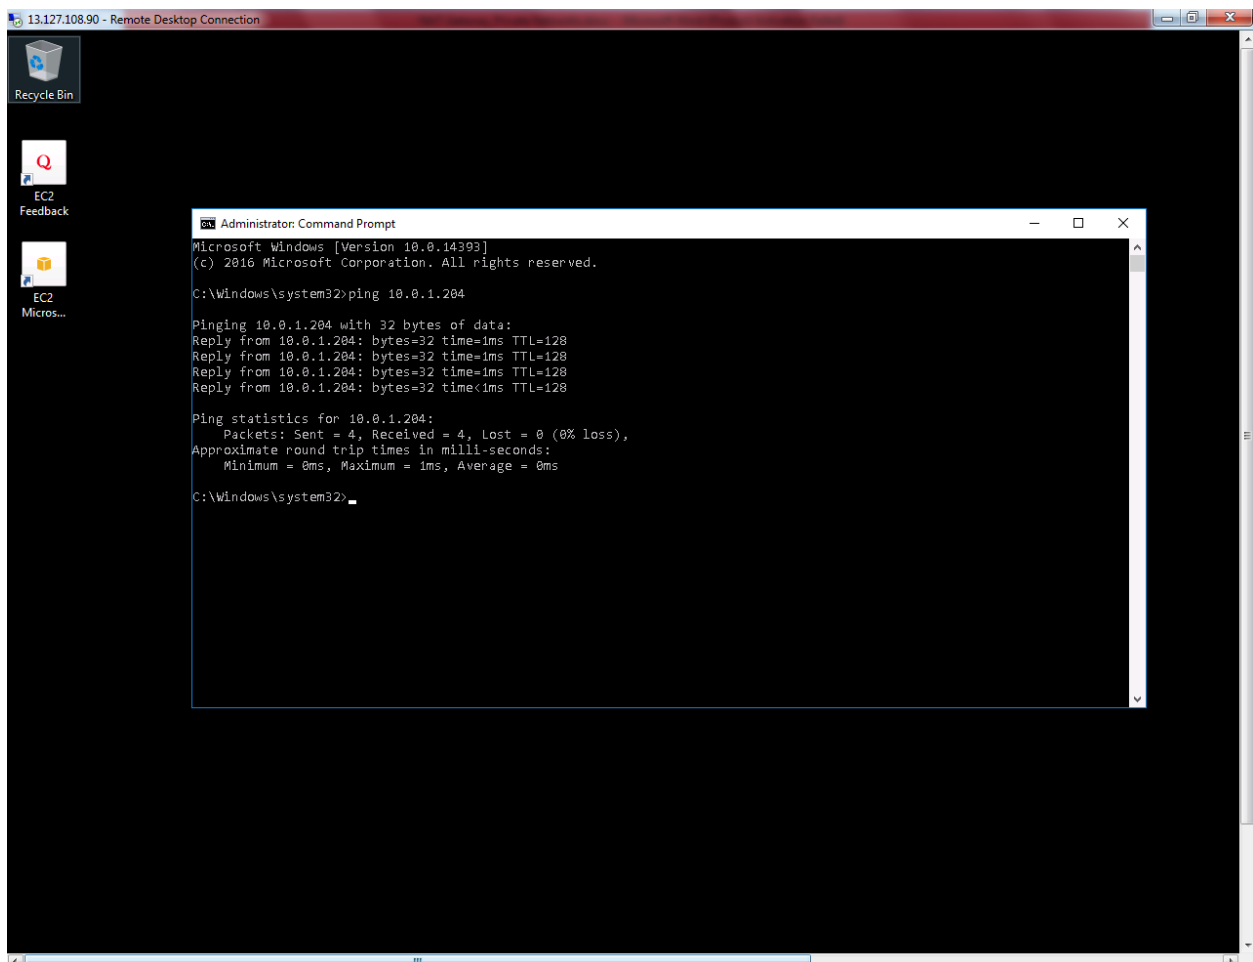 13.127.108.90 - Remote Desktop Connection
Recycle Bin
Q
EC2
Feedback
EC2
Micros...
Administrator: Command Prompt
Microsoft Windows [Version 10.0.14393]
(c) 2016 Microsoft Corporation. All rights reserved.
C:\Windows\system32>ping 10.0.1.204
Pinging 10.0.1.204 with 32 bytes of data:
Reply from 10.0.1.204: bytes=32 time=1ms TTL=128
Reply from 10.0.1.204: bytes=32 time=1ms TTL=128
Reply from 10.0.1.204: bytes=32 time=1ms TTL=128
Reply from 10.0.1.204: bytes=32 time<1ms TTL=128
Ping statistics for 10.0.1.204:
Packets: Sent = 4, Received = 4, Lost = 0 (0% loss),
Approximate round trip times in milli-seconds:
Minimum = 0ms, Maximum = 1ms, Average = 0ms
C:\Windows\system32>